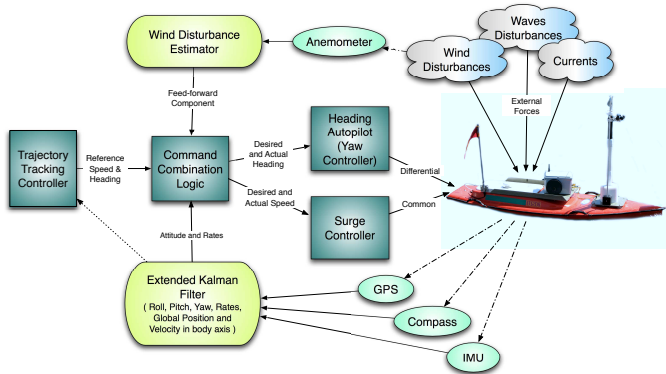 Wind Disturbance
Estimator
Anemometer
Waves
Disturbances
Wind
Disturbances
Currents
Feed-forward
Component
External
Forces
Trajectory
Tracking
Controller
Reference
Speed &
Heading
Command
Combination
Logic
Desired
and Actual
Heading
Heading
Autopilot
(Yaw
Controller)
Differential
Desired and
Actual Speed
Surge
Controller
Common
Attitude and Rates
Extended Kalman
Filter
( Roll, Pitch, Yaw, Rates,
Global Position and
Velocity in body axis )
GPS
Compass
IMU